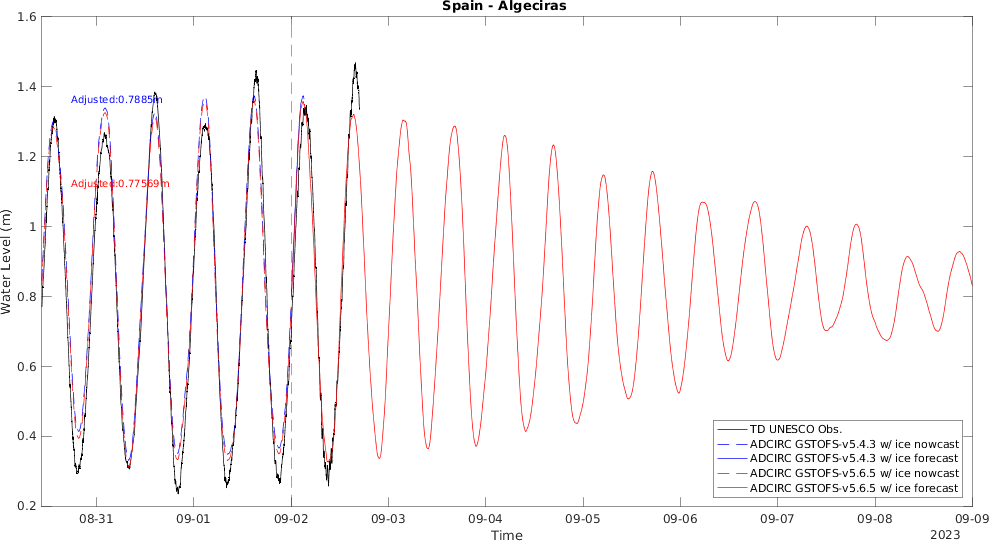 Spain - Algeciras
1.6
1.4
1.2
1
0.8
0.6
0.4
0.2
Water Level (m)
Adjusted:0.7885m
Adjusted:0.77569m
TD UNESCO Obs.
ADCIRC GSTOFS-v5.4.3 w/ ice nowcast
ADCIRC GSTOFS-v5.4.3 w/ ice forecast
ADCIRC GSTOFS-v5.6.5 w/ ice nowcast
ADCIRC GSTOFS-v5.6.5 w/ ice forecast
08-31 09-01 09-02 09-03 09-04 09-05 09-06 09-07 09-08 09-09
Time
2023